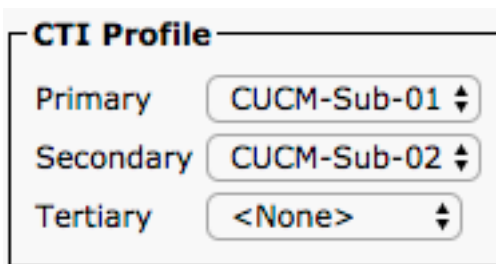 CTI Profile
Primary CUCM-Sub-01
Secondary CUCM-Sub-02
Tertiary <None>